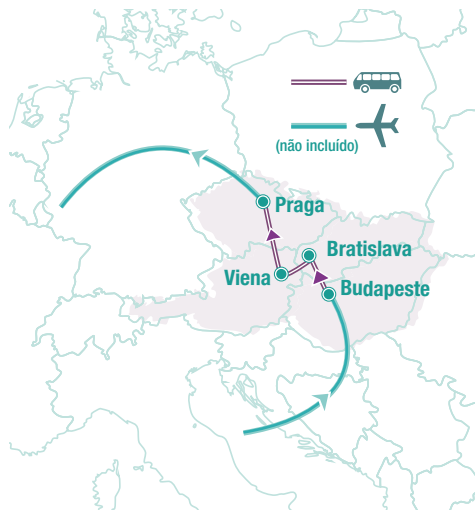 (não incluído)
Praga
Bratislava
Viena
Budapeste